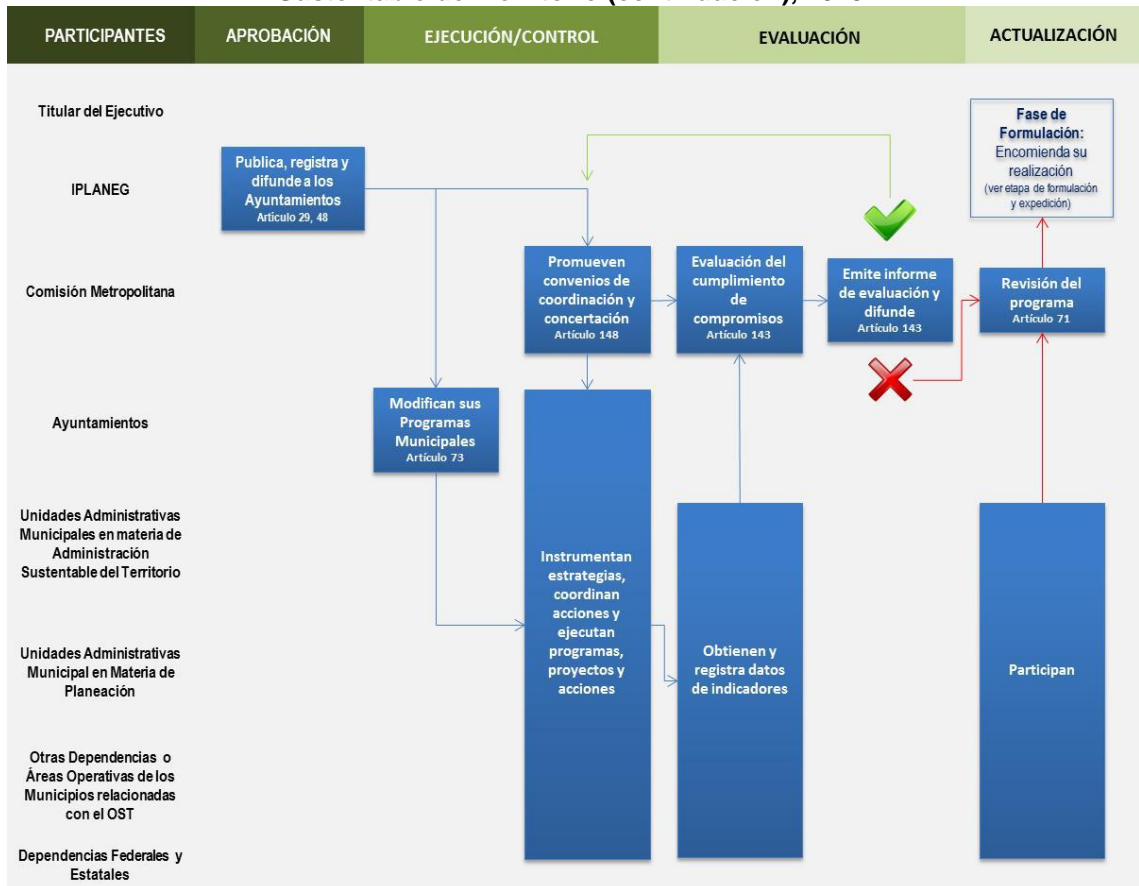 PARTICIPANTES
APROBACIÓN
EJECUCIÓN/CONTROL
EVALUACIÓN
ACTUALIZACIÓN
Titular del Ejecutivo
IPLANEG
Publica, registra y
difunde a los
Ayuntamientos
Artículo 29, 48
Fase de
Formulación:
Encomienda su
realización
(ver etapa de formulación
y expedición)
Comisión Metropolitana
Promueven
convenios de
coordinación y
concertación
Artículo 148
Evaluación del
cumplimiento
de
compromisos
Artículo 143
Emite informe
de evaluación y
difunde
Artículo 143
Revisión del
programa
Artículo 71
Ayuntamientos
Modifican sus
Programas
Municipales
Artículo 73
Unidades Administrativas
Municipales en materia de
Administración
Sustentable del Territorio
Instrumentan
estrategias,
coordinan
acciones y
ejecutan
programas,
proyectos y
acciones
Unidades Administrativas
Municipal en Materia de
Planeación
Obtienen y
registra datos
de indicadores
Participan
Otras Dependencias o
Áreas Operativas de los
Municipios relacionadas
con el OST
Dependencias Federales y
Estatales